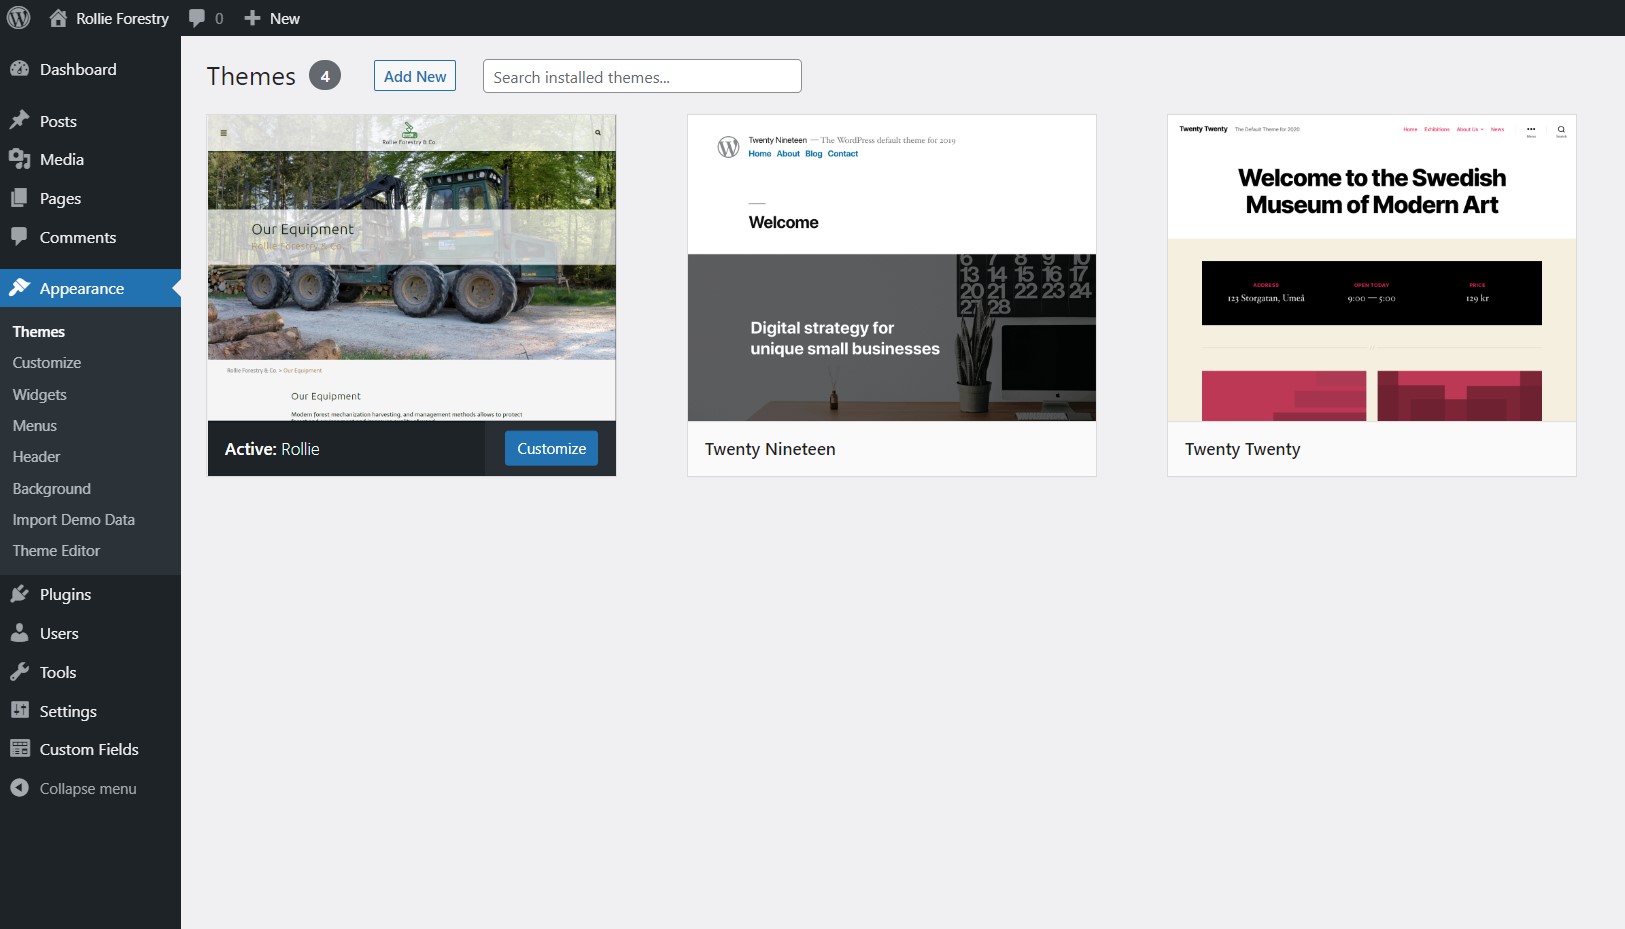 Rollie Forestry 0 New
Dashboard
Posts
Media
Pages
Comments
Appearance
Themes
Customize
Widgets
Menus
Header
Background
Import Demo Data
Theme Editor
Plugins
Users
Tools
Settings
Custom Fields
Collapse menu
Themes 4 Add New Search installed themes...
Rollie Forestry & Co.
Our Equipment
Rollie Forestry & Co.
Rollie Forestry & Co. > Our Equipment
Our Equipment
Modern forest mechanization harvesting, and management methods allows to protect
Active: Rollie Customize
Twenty Nineteen — The WordPress default theme for 2019
Home About Blog Contact
Welcome
6 7 8 9 10
13 14 15 16 17
20 21 22 23 24
27 28
Digital strategy for
unique small businesses
Twenty Nineteen
Twenty Twenty The Default Theme for 2020 Home Exhibitions About Us News
Menu Search
Welcome to the Swedish
Museum of Modern Art
ADDRESS OPEN TODAY PRICE
123 Storgatan, Umeå 9:00 — 5:00 129 kr
Twenty Twenty